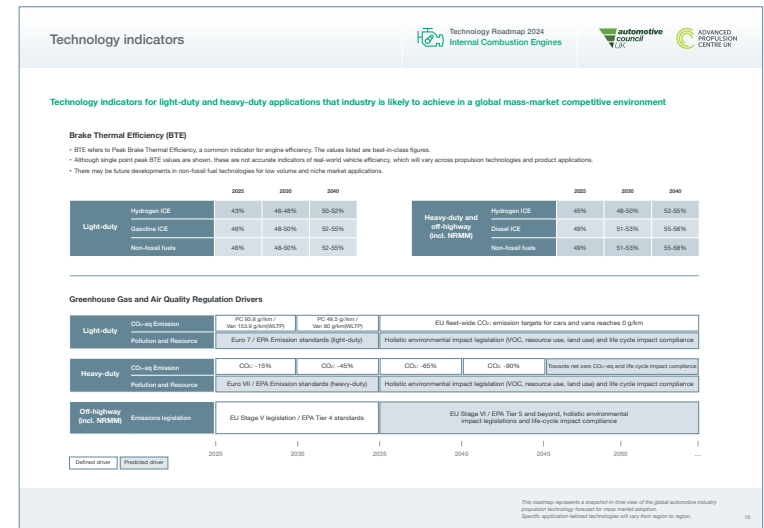 Technology indicators
Technology Roadmap 2024
Internal Combustion Engines
automotive
council
UK
ADVANCED
PROPULSION
CENTRE UK
Technology indicators for light-duty and heavy-duty applications that industry is likely to achieve in a global mass-market competitive environment
Brake Thermal Efficiency (BTE)
• BTE refers to Peak Brake Thermal Efficiency, a common indicator for engine efficiency. The values listed are best-in-class figures.
• Although single point peak BTE values are shown, these are not accurate indicators of real-world vehicle efficiency, which will vary across propulsion technologies and product applications.
• There may be future developments in non-fossil fuel technologies for low volume and niche market applications.
2025 2030 2040
Light-duty
Hydrogen ICE 43% 46-48% 50-52%
Gasoline ICE 46% 48-50% 52-55%
Non-fossil fuels 46% 48-50% 52-55%
2025 2030 2040
Heavy-duty and
off-highway
(incl. NRMM)
Hydrogen ICE 45% 48-50% 52-55%
Diesel ICE 49% 51-53% 55-58%
Non-fossil fuels 49% 51-53% 55-58%
Greenhouse Gas and Air Quality Regulation Drivers
Light-duty
CO₂-eq Emission
PC 93.6 g//km /
Van 153.9 g/km(WLTP)
PC 49.5 g//km /
Van 90 g/km(WLTP)
EU fleet-wide CO₂: emission targets for cars and vans reaches 0 g/km
Pollution and Resource
Euro 7 / EPA Emission standards (light-duty)
Holistic environmental impact legislation (VOC, resource use, land use) and life cycle impact compliance
Heavy-duty
CO₂-eq Emission
CO₂: -15%
CO₂: -45%
CO₂: -65%
CO₂: -90%
Towards net zero CO₂-eq and life cycle impact compliance
Pollution and Resource
Euro VII / EPA Emission standards (heavy-duty)
Holistic environmental impact legislation (VOC, resource use, land use) and life cycle impact compliance
Off-highway
(incl. NRMM)
Emissions legislation
EU Stage V legislation / EPA Tier 4 standards
EU Stage VI / EPA Tier 5 and beyond, holistic environmental
impact legislations and life-cycle impact compliance
2025 2030 2035 2040 2045 2050 ...
Defined driver
Predicted driver
This roadmap represents a snapshot-in-time view of the global automotive industry
propulsion technology forecast for mass market adoption.
Specific application-tailored technologies will vary from region to region.
10